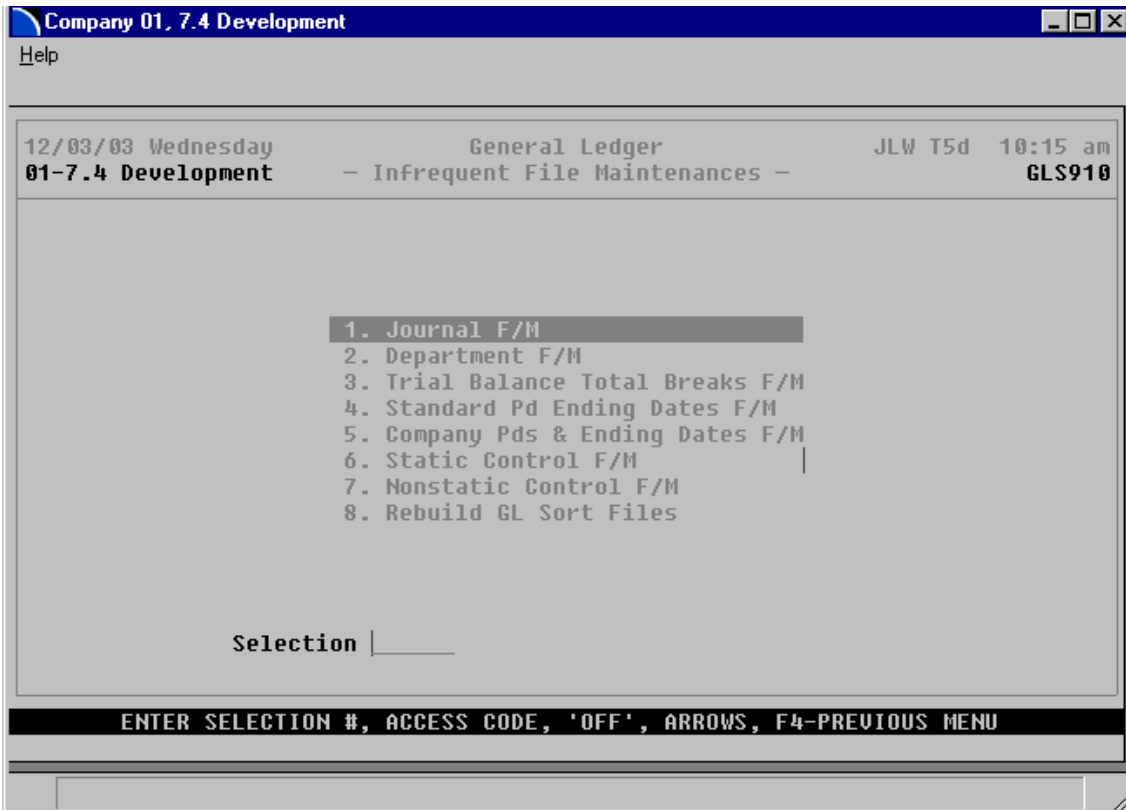 Company 01, 7.4 Development
Help
12/03/03 Wednesday General Ledger JLW T5d 10:15 am
01-7.4 Development — Infrequent File Maintenances — GLS910
1. Journal F/M
2. Department F/M
3. Trial Balance Total Breaks F/M
4. Standard Pd Ending Dates F/M
5. Company Pds & Ending Dates F/M
6. Static Control F/M
7. Nonstatic Control F/M
8. Rebuild GL Sort Files
Selection
ENTER SELECTION #, ACCESS CODE, 'OFF', ARROWS, F4-PREVIOUS MENU